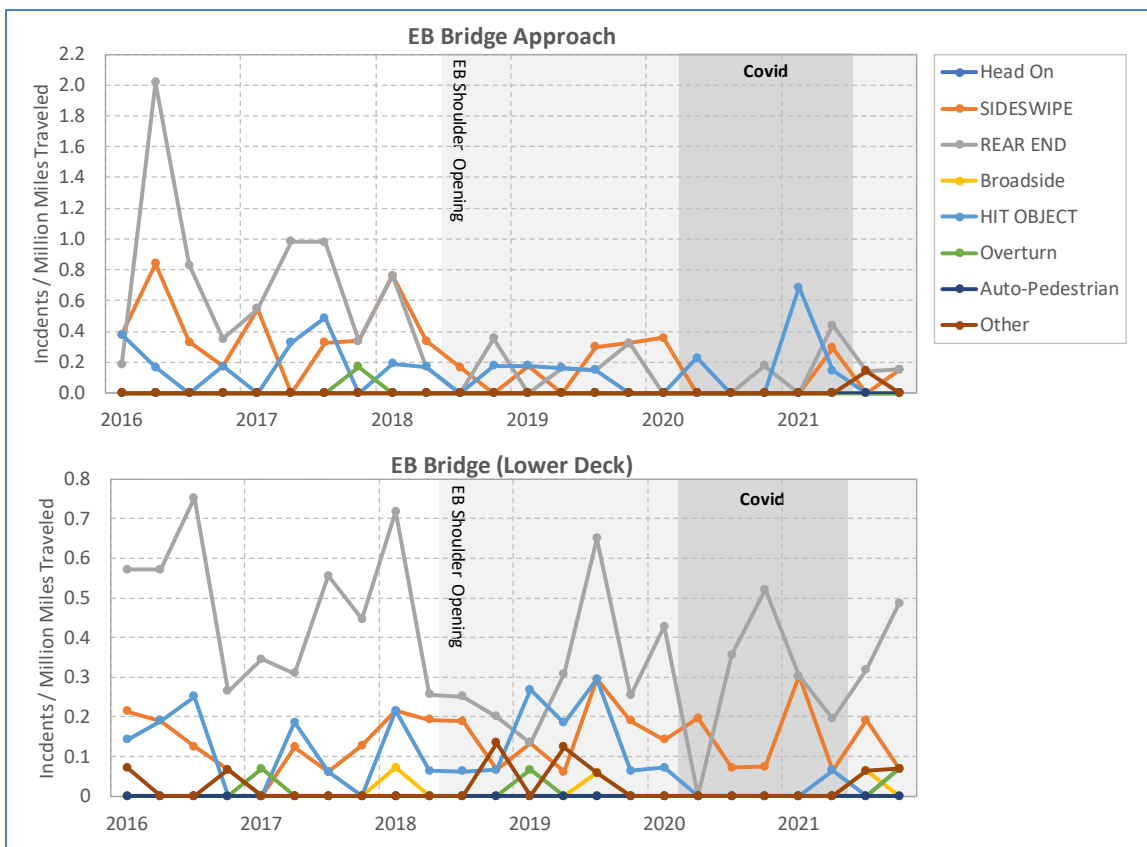 EB Bridge Approach
2.2
2.0
1.8
1.6
1.4
1.2
1.0
0.8
0.6
0.4
0.2
0.0
Incdents / Million Miles Traveled
EB Shoulder Opening
Covid
2016
2017
2018
2019
2020
2021
Head On
SIDESWIPE
REAR END
Broadside
HIT OBJECT
Overturn
Auto-Pedestrian
Other
EB Bridge (Lower Deck)
0.8
0.7
0.6
0.5
0.4
0.3
0.2
0.1
0
Incdents / Million Miles Traveled
EB Shoulder Opening
Covid
2016
2017
2018
2019
2020
2021